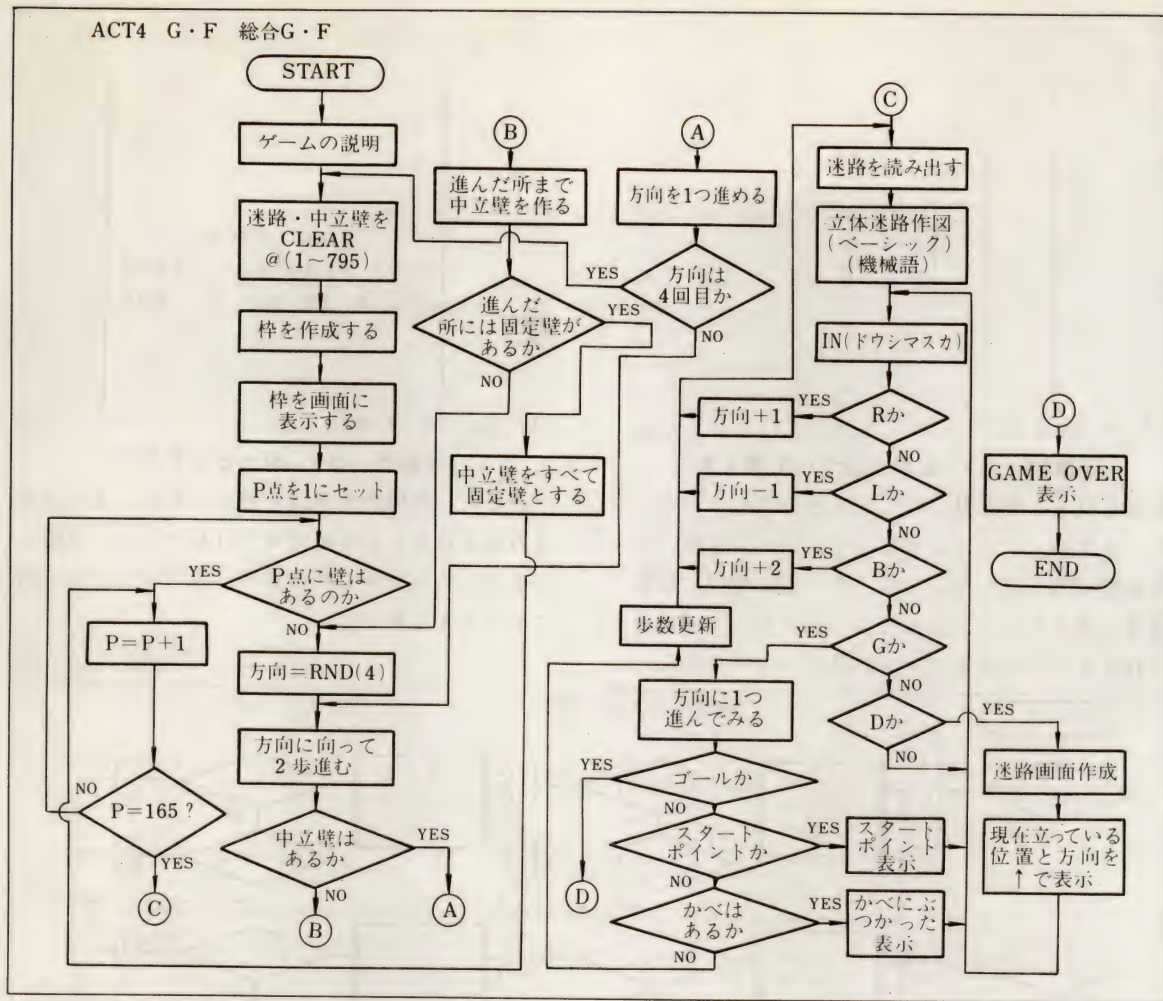 ACT4 G・F 総合G・F
START
ゲームの説明
迷路・中立壁を
CLEAR
@(1~795)
枠を作成する
枠を画面に
表示する
P点を1にセット
P点に壁は
あるのか
YES
NO
P=P+1
P=165 ?
NO
YES
C
方向=RND(4)
方向に向って
2歩進む
中立壁は
あるか
YES
NO
A
B
B
進んだ所まで
中立壁を作る
進んだ
所には固定壁が
あるか
YES
NO
中立壁をすべて
固定壁とする
A
方向を1つ進める
方向は
4回目か
YES
NO
C
迷路を読み出す
立体迷路作図
(ベーシック)
(機械語)
IN(ドウシマスカ)
Rか
YES
NO
方向+1
Lか
YES
NO
方向-1
Bか
YES
NO
方向+2
Gか
YES
NO
歩数更新
Dか
YES
NO
方向に1つ
進んでみる
ゴールか
YES
NO
D
スタート
ポイントか
YES
NO
スタート
ポイント
表示
かべは
あるか
YES
NO
かべにぶ
つかった
表示
迷路画面作成
現在立っている
位置と方向を
↑で表示
D
GAME OVER
表示
END